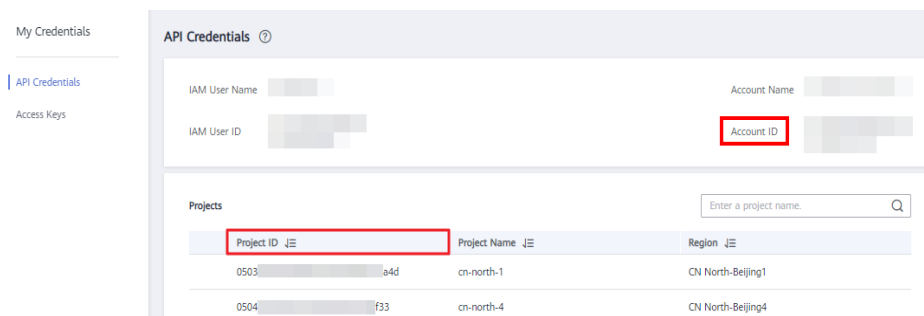 My Credentials
API Credentials
Access Keys
API Credentials ?
IAM User Name
Account Name
IAM User ID
Account ID
Projects
Enter a project name.
Project ID Project Name Region
0503 a4d cn-north-1 CN North-Beijing1
0504 f33 cn-north-4 CN North-Beijing4